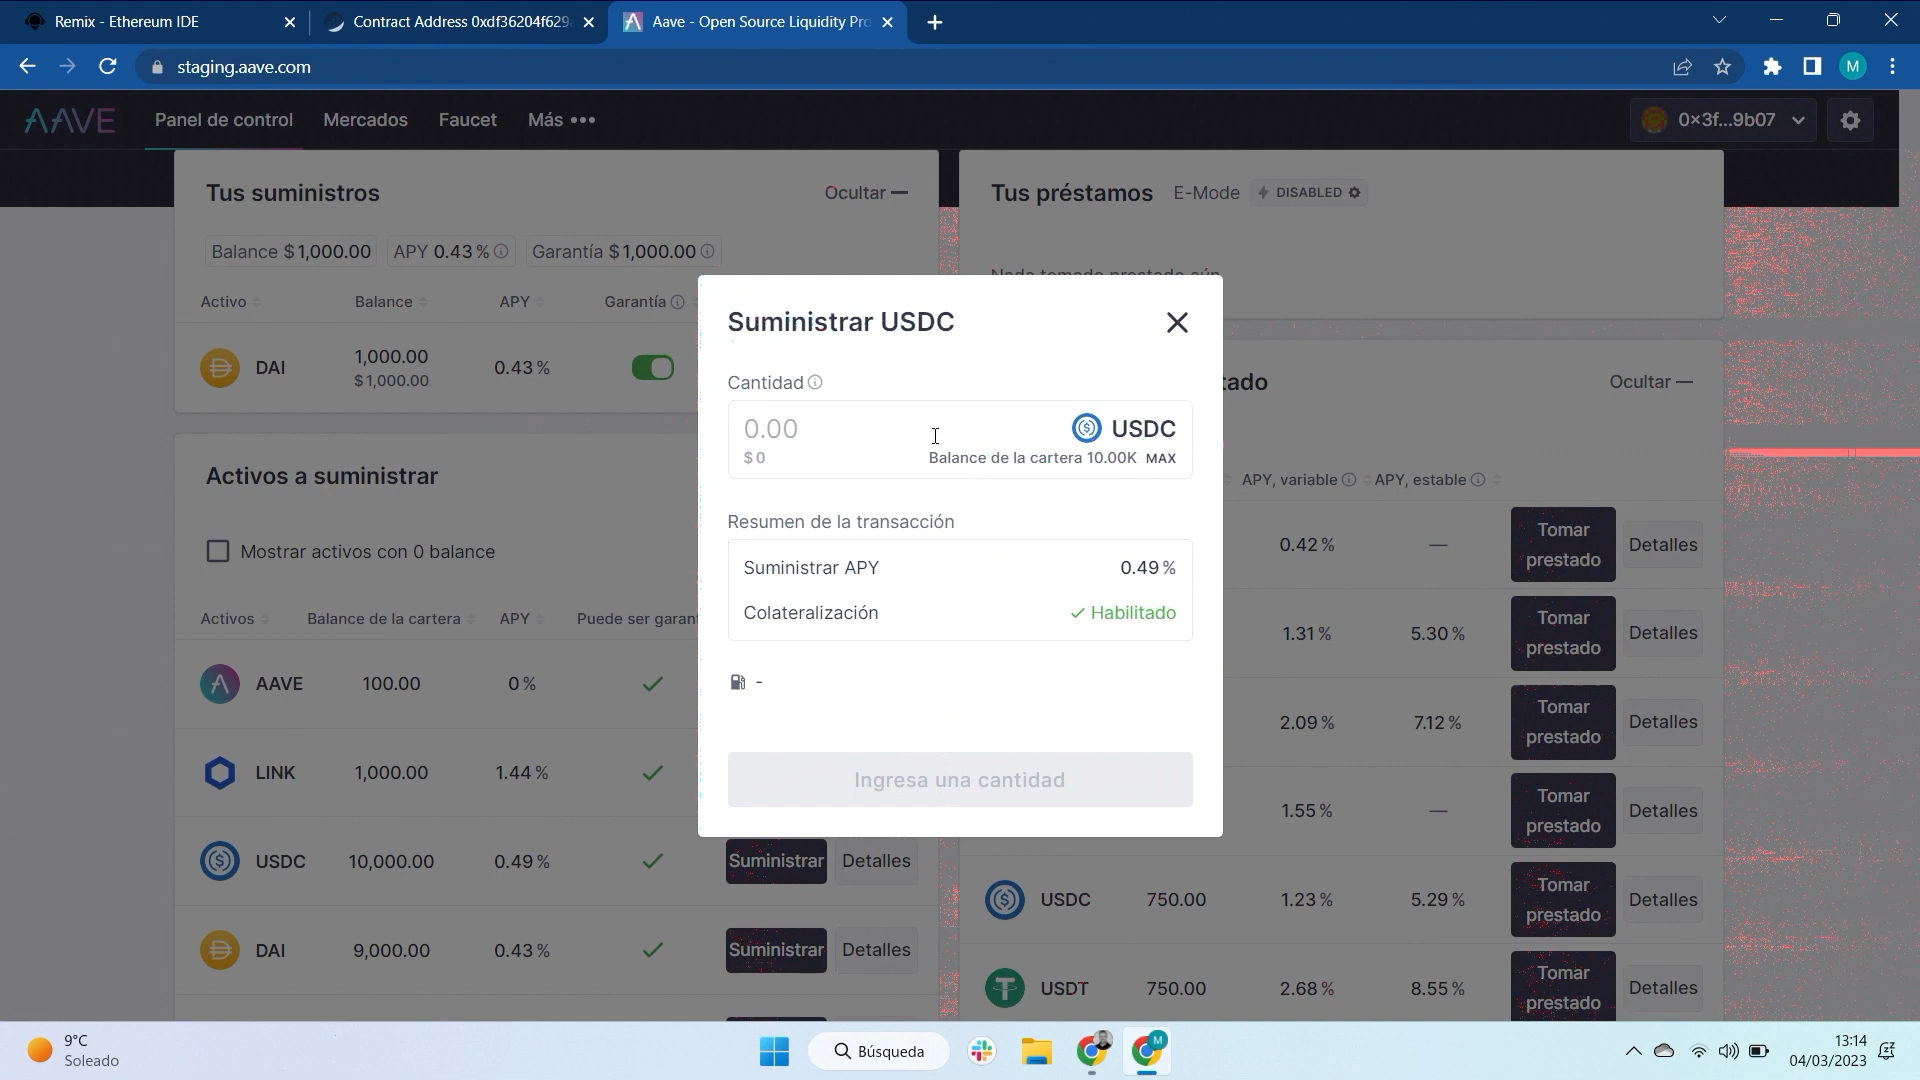 Remix - Ethereum IDE
Contract Address 0xdf36204f629
Aave - Open Source Liquidity Pro
staging.aave.com
M
AAVE
Panel de control
Mercados
Faucet
Más
0x3f...9b07
Tus suministros
Ocultar
Balance $1,000.00
APY 0.43%
Garantía $1,000.00
Activo
Balance
APY
Garantía
DAI
1,000.00
$1,000.00
0.43%
Tus préstamos
E-Mode
DISABLED
Nada tomado prestado aún
tado
Ocultar
APY, variable
APY, estable
0.42%
—
Tomar
prestado
Detalles
1.31%
5.30%
Tomar
prestado
Detalles
2.09%
7.12%
Tomar
prestado
Detalles
1.55%
—
Tomar
prestado
Detalles
USDC
750.00
1.23%
5.29%
Tomar
prestado
Detalles
USDT
750.00
2.68%
8.55%
Tomar
prestado
Detalles
Suministrar USDC
Cantidad
0.00
USDC
$0
Balance de la cartera 10.00K MAX
Resumen de la transacción
Suministrar APY
0.49%
Colateralización
Habilitado
-
Ingresa una cantidad
Activos a suministrar
Mostrar activos con 0 balance
Activos
Balance de la cartera
APY
Puede ser garan
AAVE
100.00
0%
LINK
1,000.00
1.44%
USDC
10,000.00
0.49%
Suministrar
Detalles
DAI
9,000.00
0.43%
Suministrar
Detalles
9°C
Soleado
Búsqueda
M
13:14
04/03/2023